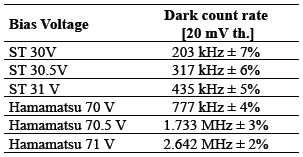 Bias Voltage Dark count rate
[20 mV th.]
ST 30V 203 kHz ± 7%
ST 30.5V 317 kHz ± 6%
ST 31 V 435 kHz ± 5%
Hamamatsu 70 V 777 kHz ± 4%
Hamamatsu 70.5 V 1.733 MHz ± 3%
Hamamatsu 71 V 2.642 MHz ± 2%